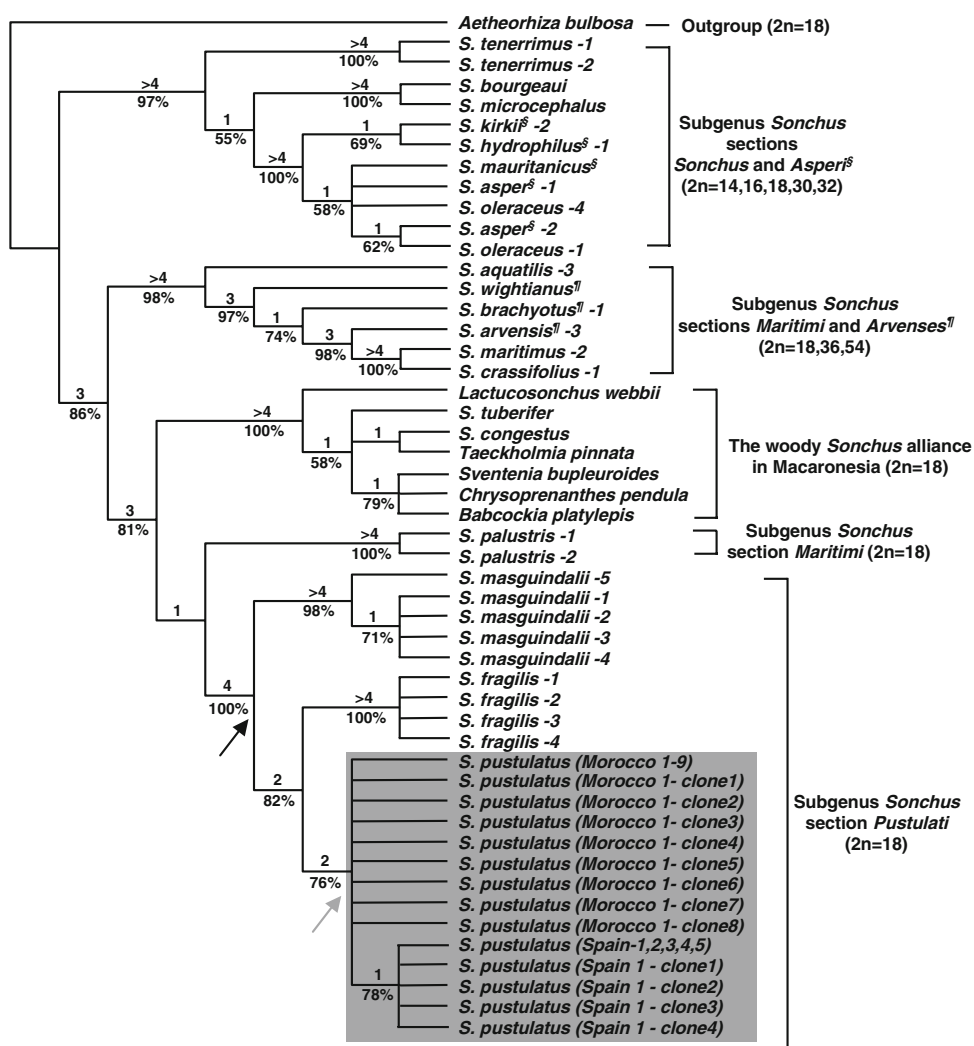 Aetheorhiza bulbosa
Outgroup (2n=18)
S. tenerrimus -1
>4
100%
S. tenerrimus -2
>4
97%
S. bourgeaui
>4
100%
S. microcephalus
1
55%
S. kirkii§ -2
1
69%
S. hydrophilus§ -1
>4
100%
S. mauritanicus§
S. asper§ -1
1
58%
S. oleraceus -4
S. asper§ -2
1
62%
S. oleraceus -1
Subgenus Sonchus
sections
Sonchus and Asperi§
(2n=14,16,18,30,32)
S. aquatilis -3
>4
98%
S. wightianus¶
3
97%
S. brachyotus¶ -1
1
74%
S. arvensis¶ -3
3
98%
S. maritimus -2
>4
100%
S. crassifolius -1
Subgenus Sonchus
sections Maritimi and Arvenses¶
(2n=18,36,54)
3
86%
Lactucosonchus webbii
>4
100%
S. tuberifer
1
58%
S. congestus
1
Taeckholmia pinnata
Sventenia bupleuroides
1
79%
Chrysoprenanthes pendula
Babcockia platylepis
The woody Sonchus alliance
in Macaronesia (2n=18)
3
81%
S. palustris -1
>4
100%
S. palustris -2
Subgenus Sonchus
section Maritimi (2n=18)
1
S. masguindalii -5
>4
98%
S. masguindalii -1
S. masguindalii -2
1
71%
S. masguindalii -3
S. masguindalii -4
4
100%
S. fragilis -1
S. fragilis -2
>4
100%
S. fragilis -3
S. fragilis -4
2
82%
S. pustulatus (Morocco 1-9)
S. pustulatus (Morocco 1- clone1)
S. pustulatus (Morocco 1- clone2)
S. pustulatus (Morocco 1- clone3)
S. pustulatus (Morocco 1- clone4)
S. pustulatus (Morocco 1- clone5)
2
76%
S. pustulatus (Morocco 1- clone6)
S. pustulatus (Morocco 1- clone7)
S. pustulatus (Morocco 1- clone8)
S. pustulatus (Spain-1,2,3,4,5)
S. pustulatus (Spain 1 - clone1)
1
78%
S. pustulatus (Spain 1 - clone2)
S. pustulatus (Spain 1 - clone3)
S. pustulatus (Spain 1 - clone4)
Subgenus Sonchus
section Pustulati
(2n=18)